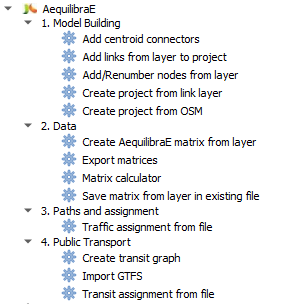 AequilibraE
1. Model Building
Add centroid connectors
Add links from layer to project
Add/Renumber nodes from layer
Create project from link layer
Create project from OSM
2. Data
Create AequilibraE matrix from layer
Export matrices
Matrix calculator
Save matrix from layer in existing file
3. Paths and assignment
Traffic assignment from file
4. Public Transport
Create transit graph
Import GTFS
Transit assignment from file